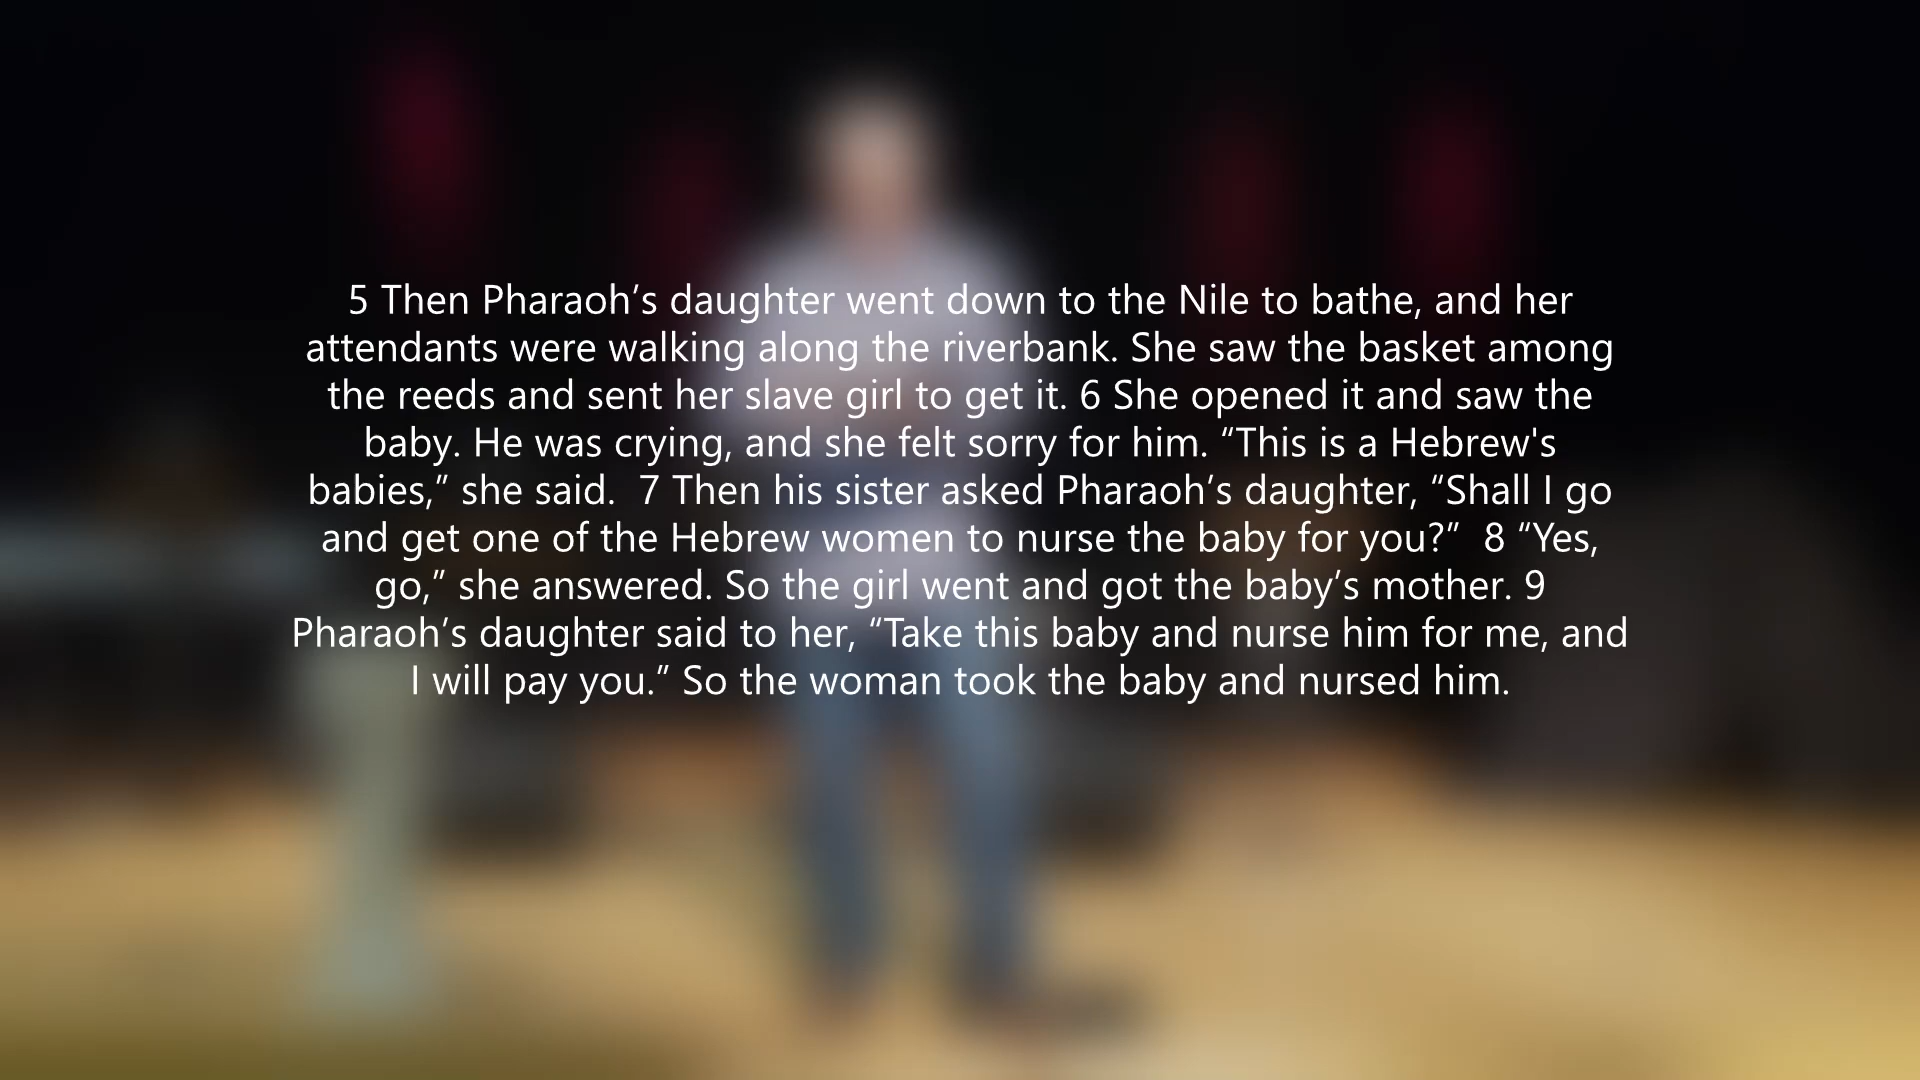 5 Then Pharaoh’s daughter went down to the Nile to bathe, and her
attendants were walking along the riverbank. She saw the basket among
the reeds and sent her slave girl to get it. 6 She opened it and saw the
baby. He was crying, and she felt sorry for him. “This is a Hebrew's
babies,” she said.  7 Then his sister asked Pharaoh’s daughter, “Shall I go
and get one of the Hebrew women to nurse the baby for you?”  8 “Yes,
go,” she answered. So the girl went and got the baby’s mother. 9
Pharaoh’s daughter said to her, “Take this baby and nurse him for me, and
I will pay you.” So the woman took the baby and nursed him.